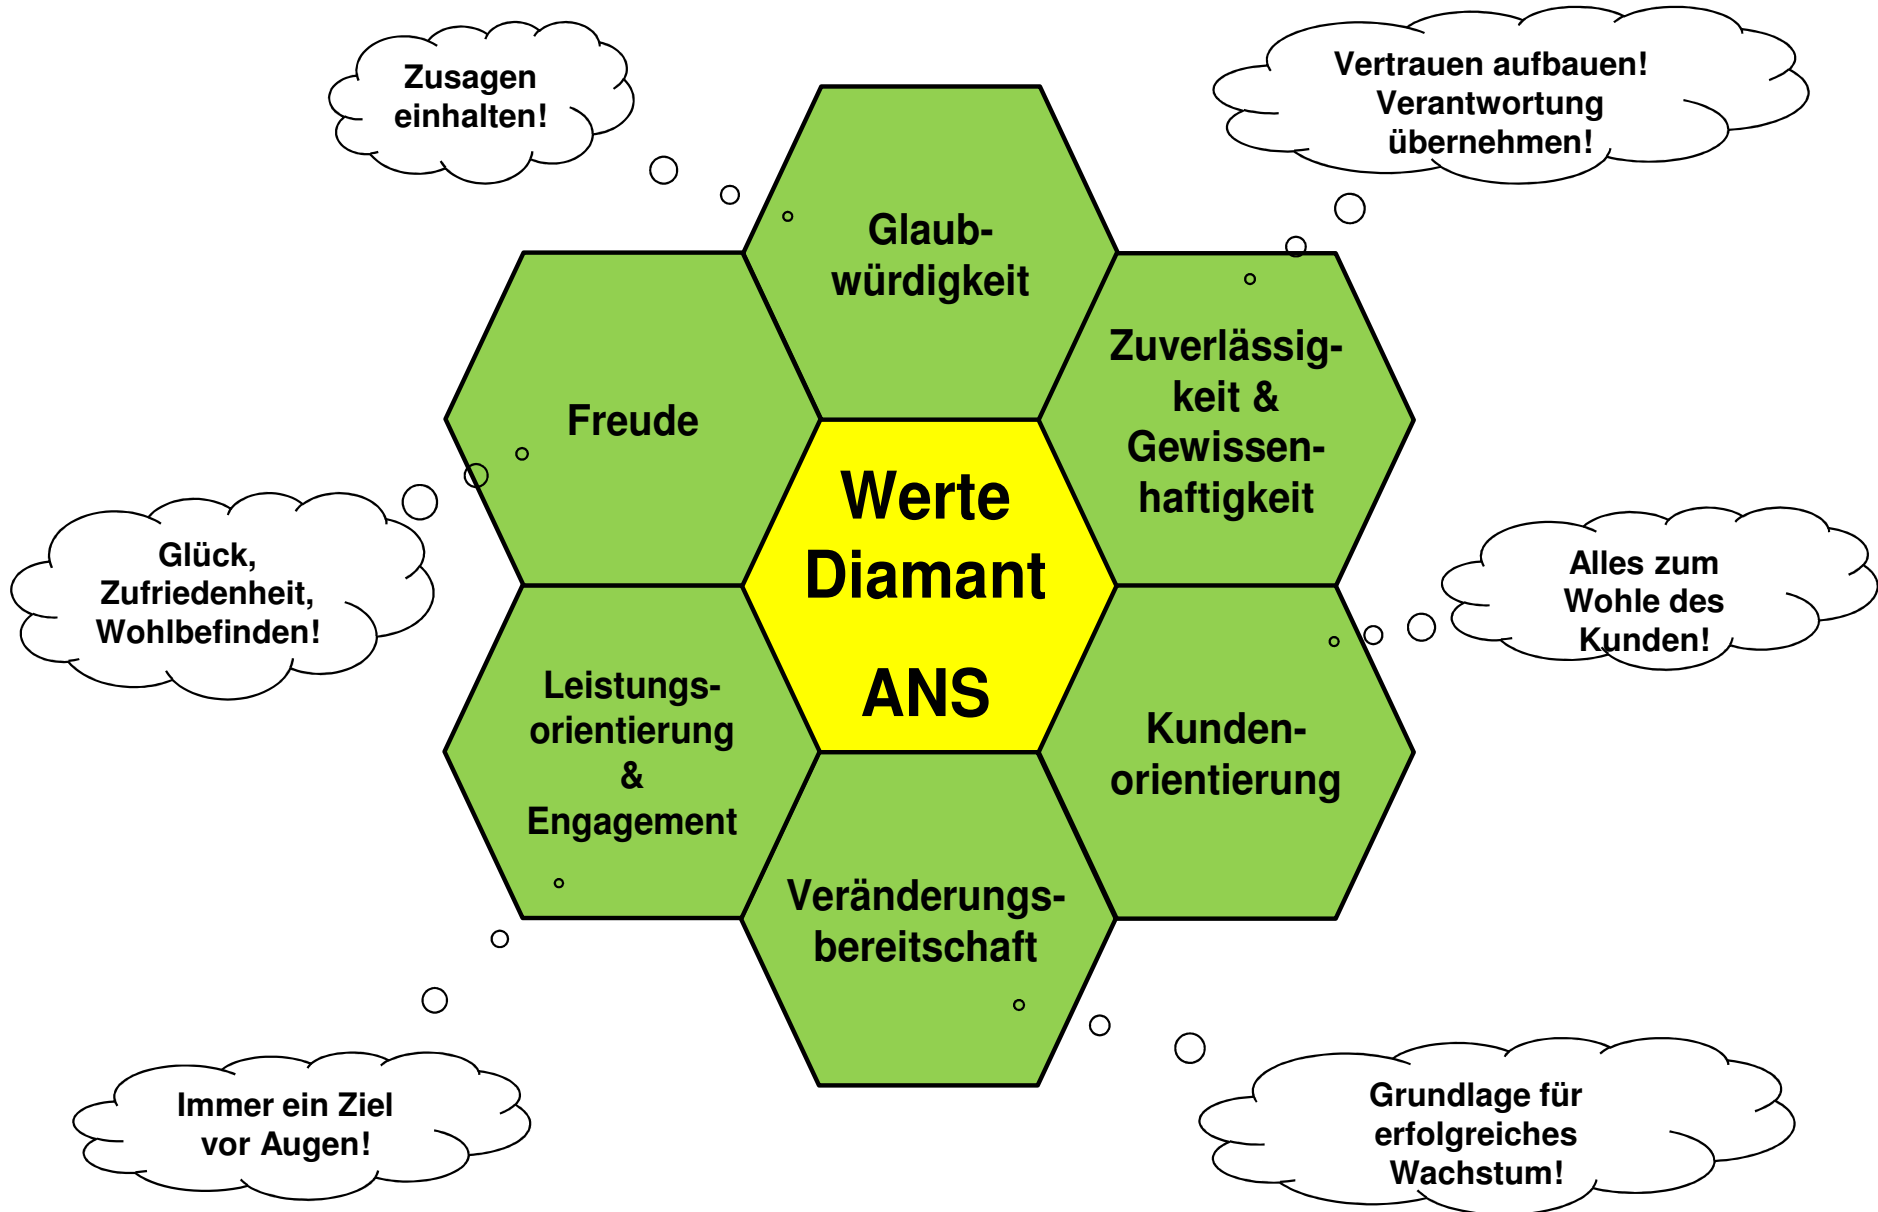 Zusagen
einhalten!
Vertrauen aufbauen!
Verantwortung
übernehmen!
Glaub-
würdigkeit
Zuverlässig-
keit &
Gewissen-
haftigkeit
Freude
Werte
Diamant
ANS
Glück,
Zufriedenheit,
Wohlbefinden!
Alles zum
Wohle des
Kunden!
Leistungs-
orientierung
&
Engagement
Kunden-
orientierung
Veränderungs-
bereitschaft
Immer ein Ziel
vor Augen!
Grundlage für
erfolgreiches
Wachstum!